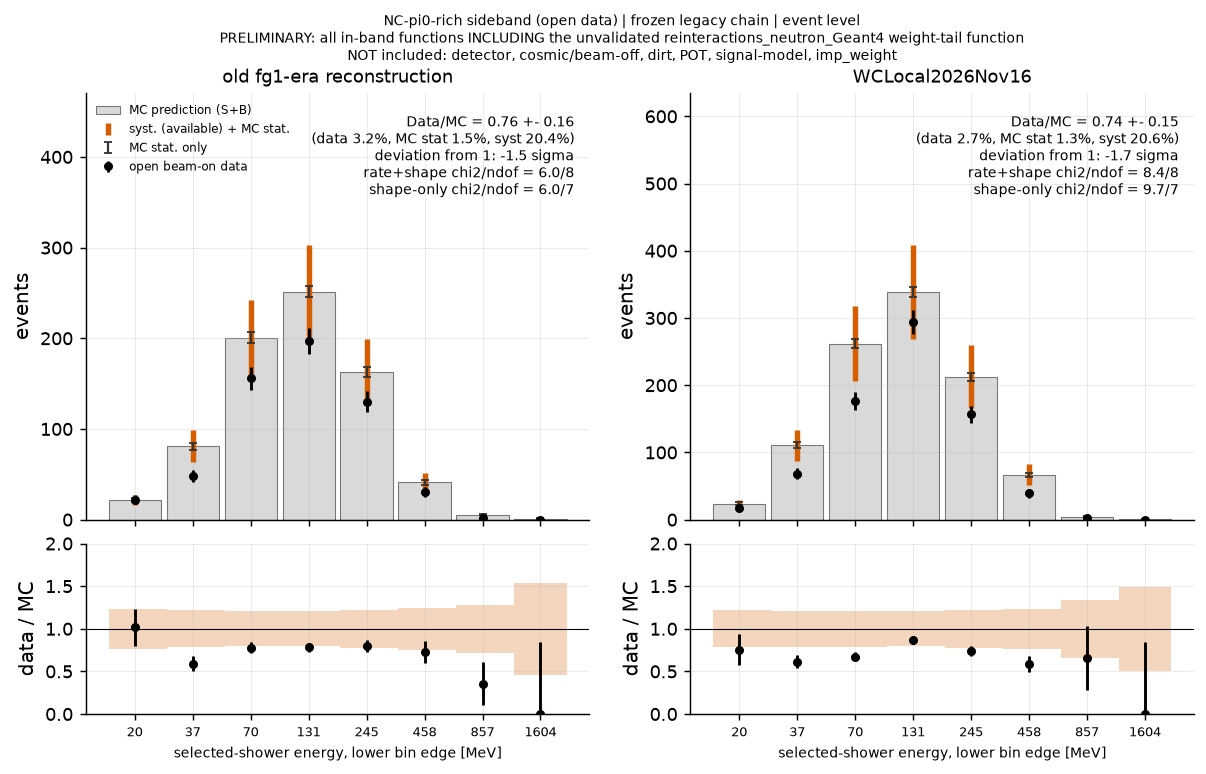 NC-pi0-rich sideband (open data) | frozen legacy chain | event level
PRELIMINARY: all in-band functions INCLUDING the unvalidated reinteractions_neutron_Geant4 weight-tail function
NOT included: detector, cosmic/beam-off, dirt, POT, signal-model, imp_weight
old fg1-era reconstruction
MC prediction (S+B)
syst. (available) + MC stat.
MC stat. only
open beam-on data
Data/MC = 0.76 +- 0.16
(data 3.2%, MC stat 1.5%, syst 20.4%)
deviation from 1: -1.5 sigma
rate+shape chi2/ndof = 6.0/8
shape-only chi2/ndof = 6.0/7
events
400
300
200
100
0
data / MC
2.0
1.5
1.0
0.5
0.0
20 37 70 131 245 458 857 1604
selected-shower energy, lower bin edge [MeV]
WCLocal2026Nov16
Data/MC = 0.74 +- 0.15
(data 2.7%, MC stat 1.3%, syst 20.6%)
deviation from 1: -1.7 sigma
rate+shape chi2/ndof = 8.4/8
shape-only chi2/ndof = 9.7/7
events
600
500
400
300
200
100
0
data / MC
2.0
1.5
1.0
0.5
0.0
20 37 70 131 245 458 857 1604
selected-shower energy, lower bin edge [MeV]